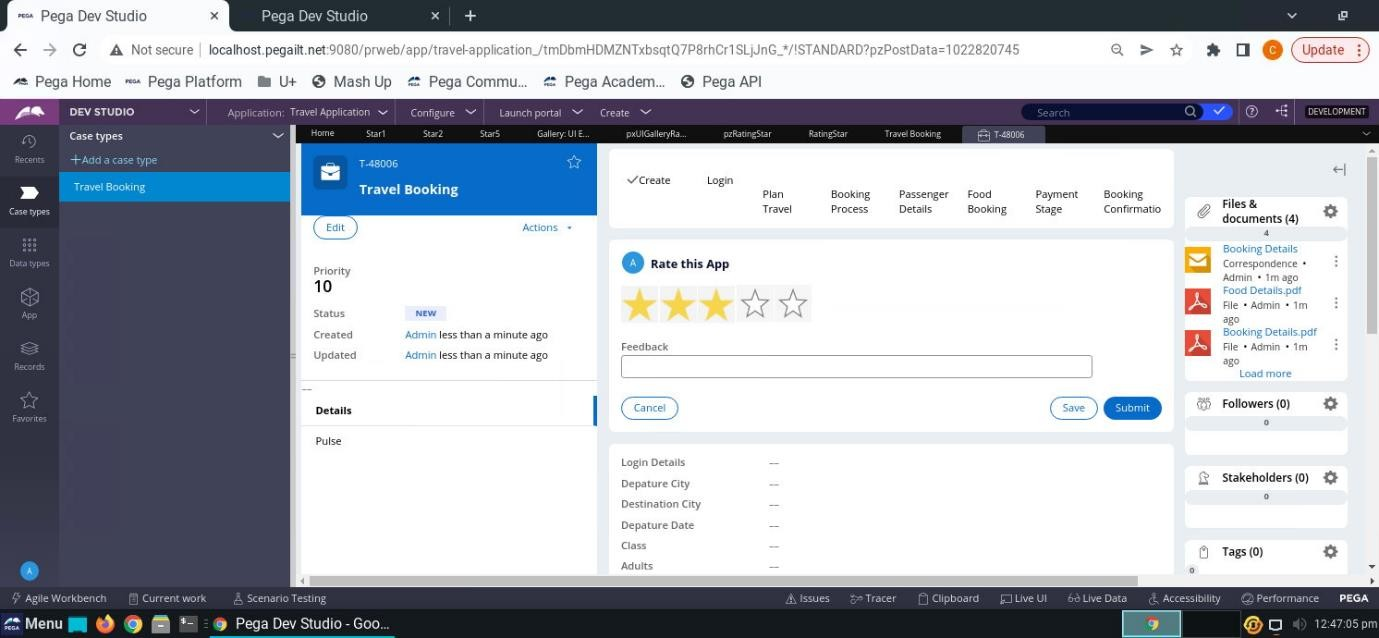 PEGA Pega Dev Studio × Pega Dev Studio × +
Not secure localhost.pegailt.net:9080/prweb/app/travel-application_/tmDbmHDMZNTxbsqtQ7P8rhCr1SLjJnG_*/!STANDARD?pzPostData=1022820745 C Update
Pega Home PEGA Pega Platform U+ Mash Up Pega Commu... Pega Academ... Pega API
DEV STUDIO Application: Travel Application Configure Launch portal Create Search DEVELOPMENT
Recents
Case types
Data types
App
Records
Favorites
A
Case types
+Add a case type
Travel Booking
Home Star1 Star2 Star5 Gallery: UI E... pxUIGalleryRa... pzRatingStar RatingStar Travel Booking T-48006
T-48006
Travel Booking
Edit Actions
Priority
10
Status NEW
Created Admin less than a minute ago
Updated Admin less than a minute ago
---
Details
Pulse
Create Login Plan Travel Booking Process Passenger Details Food Booking Payment Stage Booking Confirmatio
A Rate this App
Feedback
Cancel Save Submit
Login Details ---
Depature City ---
Destination City ---
Depature Date ---
Class ---
Adults ---
Files & documents (4)
4
Booking Details
Correspondence • Admin • 1m ago
Food Details.pdf
File • Admin • 1m ago
Booking Details.pdf
File • Admin • 1m ago
Load more
Followers (0)
0
Stakeholders (0)
0
Tags (0)
0
Agile Workbench Current work Scenario Testing Issues Tracer Clipboard Live UI Live Data Accessibility Performance PEGA
PEGA Menu Pega Dev Studio - Goo... 12:47:05 pm